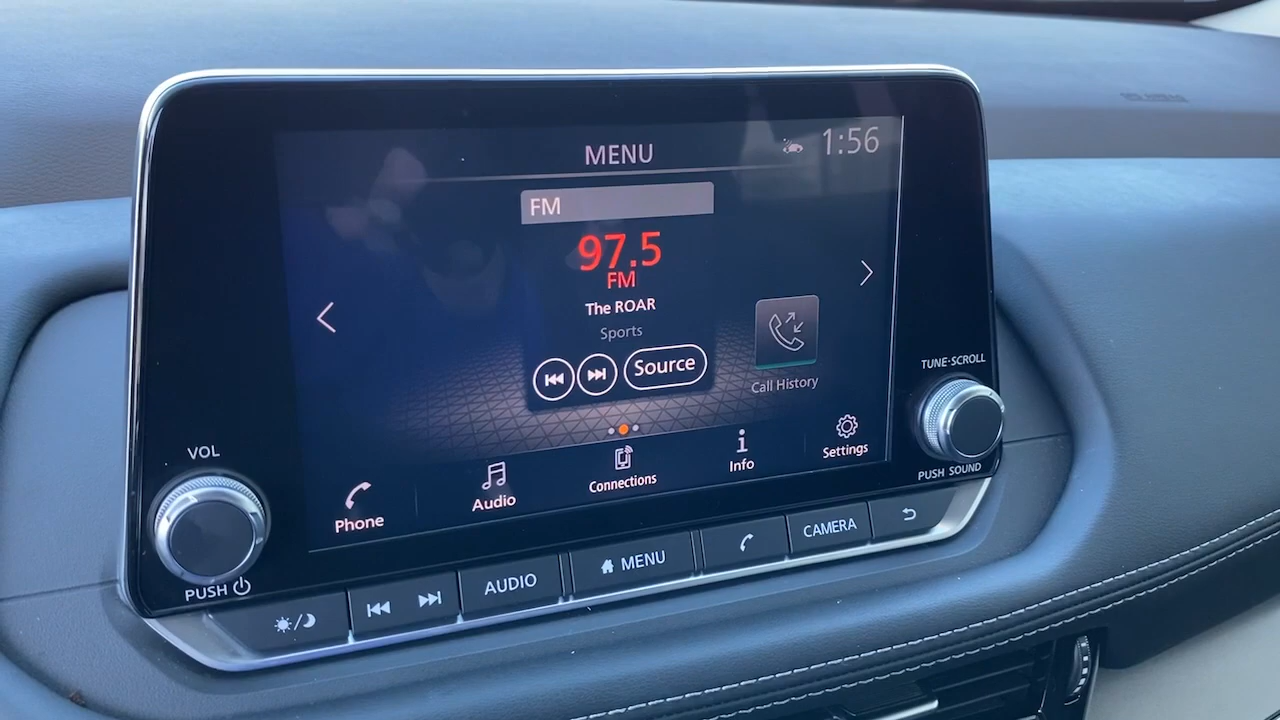 MENU
1:56
FM
97.5
FM
The ROAR
Sports
Source
Call History
Phone
Audio
Connections
Info
Settings
VOL
PUSH
TUNE·SCROLL
PUSH SOUND
AUDIO
MENU
CAMERA